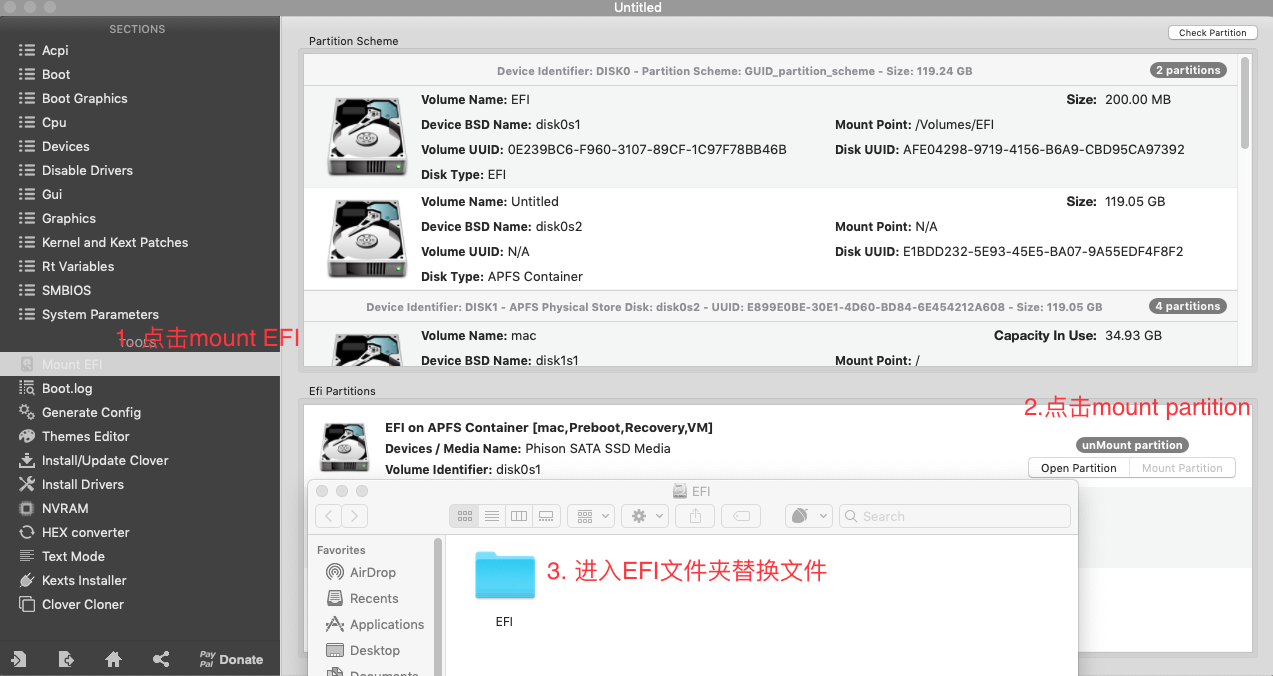 Untitled
SECTIONS
Acpi
Boot
Boot Graphics
Cpu
Devices
Disable Drivers
Gui
Graphics
Kernel and Kext Patches
Rt Variables
SMBIOS
System Parameters
1. 点击mount EFI
TOOLS
Mount EFI
Boot.log
Generate Config
Themes Editor
Install/Update Clover
Install Drivers
NVRAM
HEX converter
Text Mode
Kexts Installer
Clover Cloner
PayPal Donate
Partition Scheme
Check Partition
Device Identifier: DISK0 - Partition Scheme: GUID_partition_scheme - Size: 119.24 GB
2 partitions
Volume Name: EFI
Size: 200.00 MB
Device BSD Name: disk0s1
Mount Point: /Volumes/EFI
Volume UUID: 0E239BC6-F960-3107-89CF-1C97F78BB46B
Disk UUID: AFE04298-9719-4156-B6A9-CBD95CA97392
Disk Type: EFI
Volume Name: Untitled
Size: 119.05 GB
Device BSD Name: disk0s2
Mount Point: N/A
Volume UUID: N/A
Disk UUID: E1BDD232-5E93-45E5-BA07-9A55EDF4F8F2
Disk Type: APFS Container
Device Identifier: DISK1 - APFS Physical Store Disk: disk0s2 - UUID: E899E0BE-30E1-4D60-BD84-6E454212A608 - Size: 119.05 GB
4 partitions
Volume Name: mac
Capacity In Use: 34.93 GB
Device BSD Name: disk1s1
Mount Point: /
Efi Partitions
2.点击mount partition
EFI on APFS Container [mac,Preboot,Recovery,VM]
unMount partition
Devices / Media Name: Phison SATA SSD Media
Volume Identifier: disk0s1
Open Partition
Mount Partition
EFI
Search
Favorites
AirDrop
Recents
Applications
Desktop
Documents
3. 进入EFI文件夹替换文件
EFI